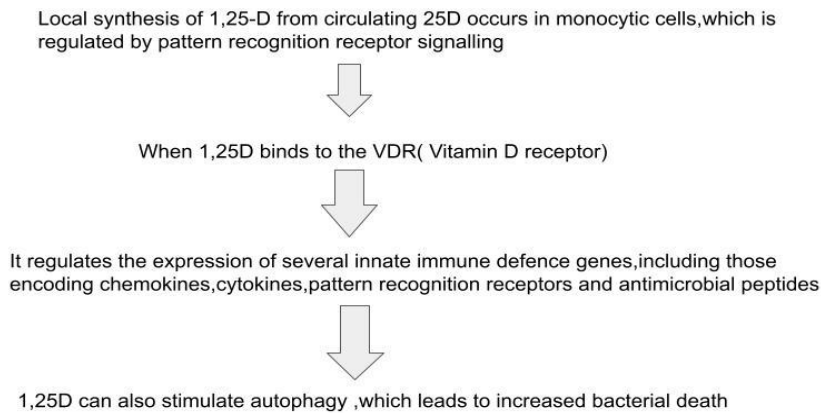 Local synthesis of 1,25-D from circulating 25D occurs in monocytic cells,which is
regulated by pattern recognition receptor signalling
When 1,25D binds to the VDR( Vitamin D receptor)
It regulates the expression of several innate immune defence genes,including those
encoding chemokines,cytokines,pattern recognition receptors and antimicrobial peptides
1,25D can also stimulate autophagy ,which leads to increased bacterial death